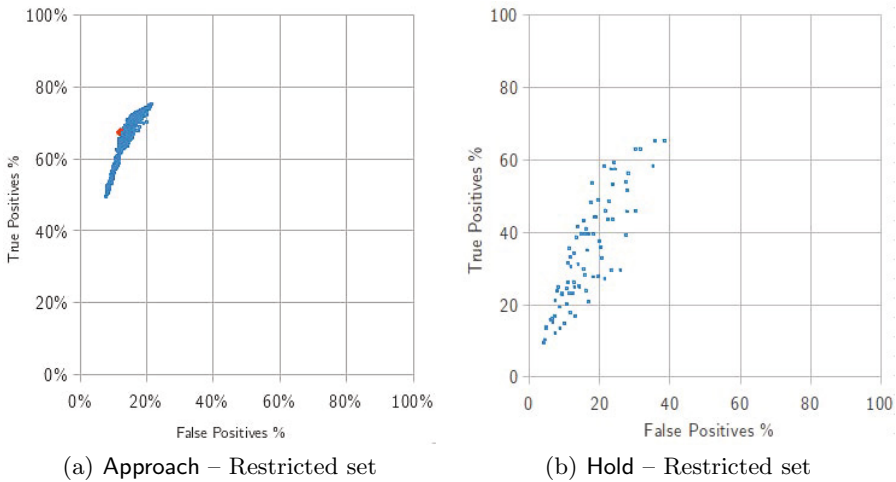 100%
80%
60%
40%
20%
0%
True Positives %
0% 20% 40% 60% 80% 100%
False Positives %
(a) Approach – Restricted set
100
80
60
40
20
0
True Positives %
0 20 40 60 80 100
False Positives %
(b) Hold – Restricted set